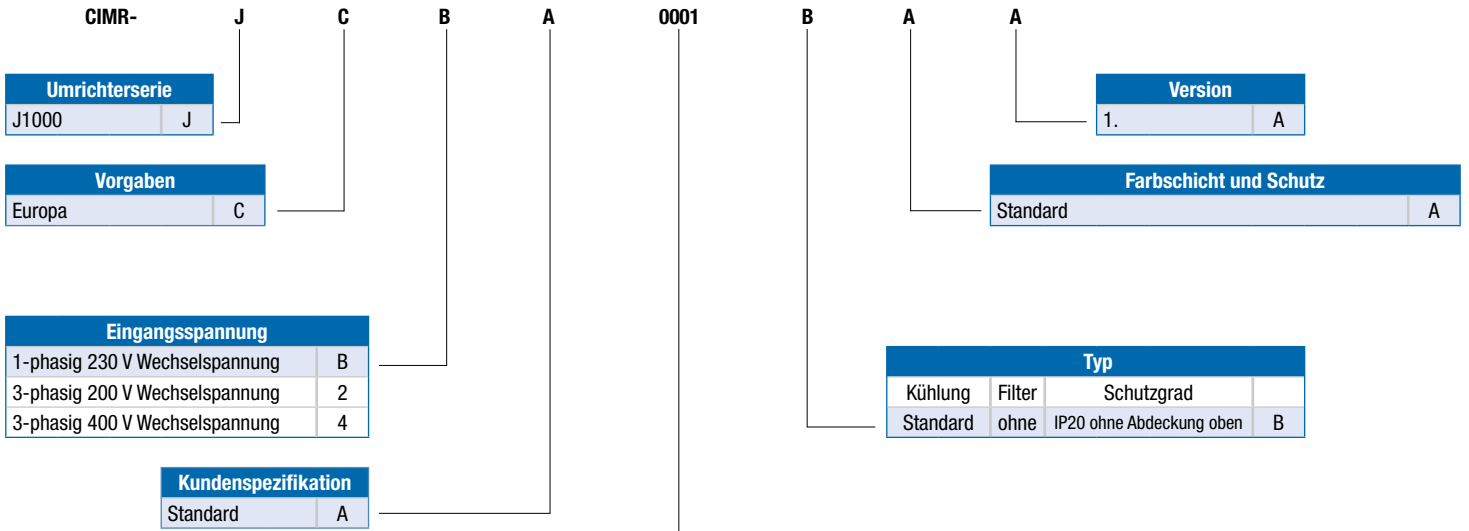 CIMR- J C B A 0001 B A A
Umrichterserie
J1000 J
Version
1. A
Vorgaben
Europa C
Farbschicht und Schutz
Standard A
Eingangsspannung
1-phasig 230 V Wechselspannung B
3-phasig 200 V Wechselspannung 2
3-phasig 400 V Wechselspannung 4
Typ
Kühlung Filter Schutzgrad
Standard ohne IP20 ohne Abdeckung oben B
Kundenspezifikation
Standard A